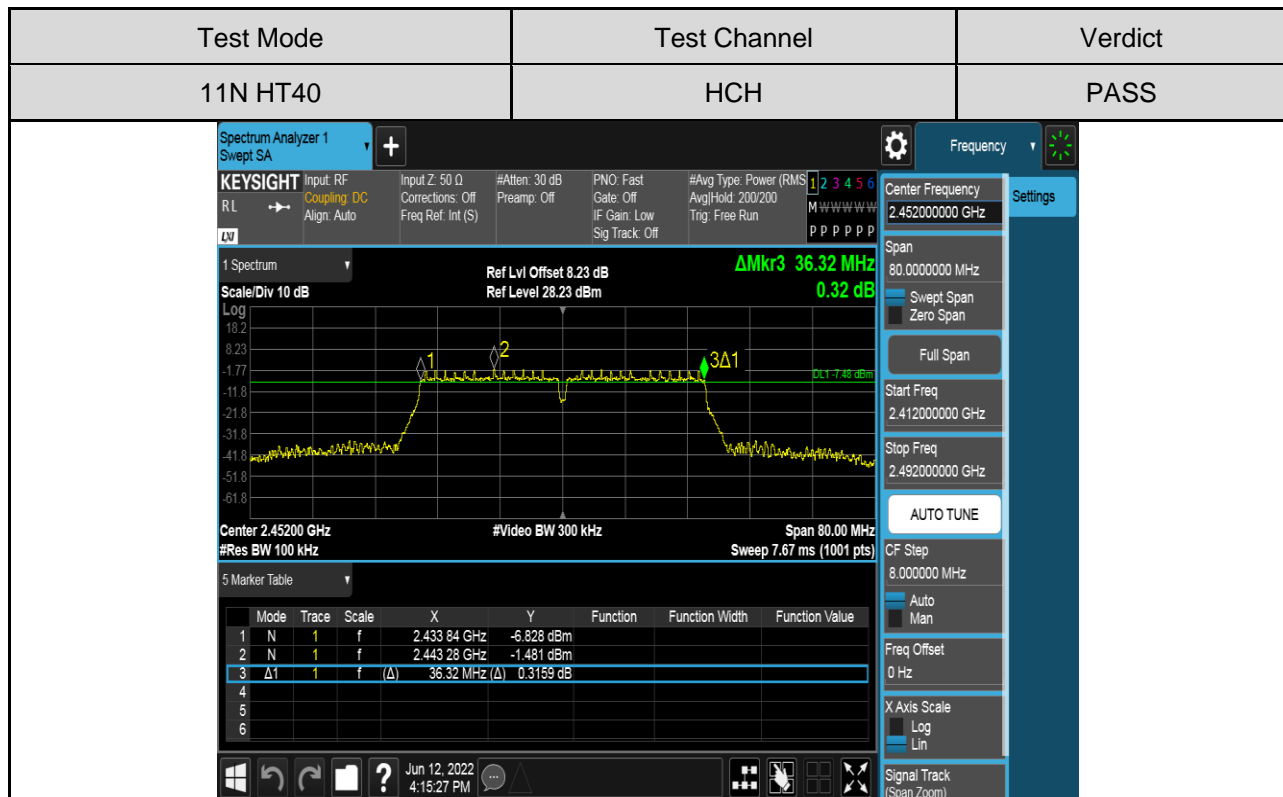 Test Mode Test Channel Verdict
11N HT40 HCH PASS
Spectrum Analyzer 1
Swept SA
Frequency
KEYSIGHT
RL
LXI
Input: RF
Coupling: DC
Align: Auto
Input Z: 50 Ω
Corrections: Off
Freq Ref: Int (S)
#Atten: 30 dB
Preamp: Off
PNO: Fast
Gate: Off
IF Gain: Low
Sig Track: Off
#Avg Type: Power (RMS
Avg|Hold: 200/200
Trig: Free Run
1 2 3 4 5 6
M W W W W W
P P P P P P
1 Spectrum
Scale/Div 10 dB
Ref Lvl Offset 8.23 dB
Ref Level 28.23 dBm
ΔMkr3 36.32 MHz
0.32 dB
Log
18.2
8.23
-1.77
-11.8
-21.8
-31.8
-41.8
-51.8
-61.8
1
2
3Δ1
DL1 -7.48 dBm
Center 2.45200 GHz #Video BW 300 kHz Span 80.00 MHz
#Res BW 100 kHz Sweep 7.67 ms (1001 pts)
5 Marker Table
Mode Trace Scale X Y Function Function Width Function Value
1 N 1 f 2.433 84 GHz -6.828 dBm
2 N 1 f 2.443 28 GHz -1.481 dBm
3 Δ1 1 f (Δ) 36.32 MHz (Δ) 0.3159 dB
4
5
6
Jun 12, 2022
4:15:27 PM
Center Frequency
2.452000000 GHz
Settings
Span
80.0000000 MHz
Swept Span
Zero Span
Full Span
Start Freq
2.412000000 GHz
Stop Freq
2.492000000 GHz
AUTO TUNE
CF Step
8.000000 MHz
Auto
Man
Freq Offset
0 Hz
X Axis Scale
Log
Lin
Signal Track
(Span Zoom)